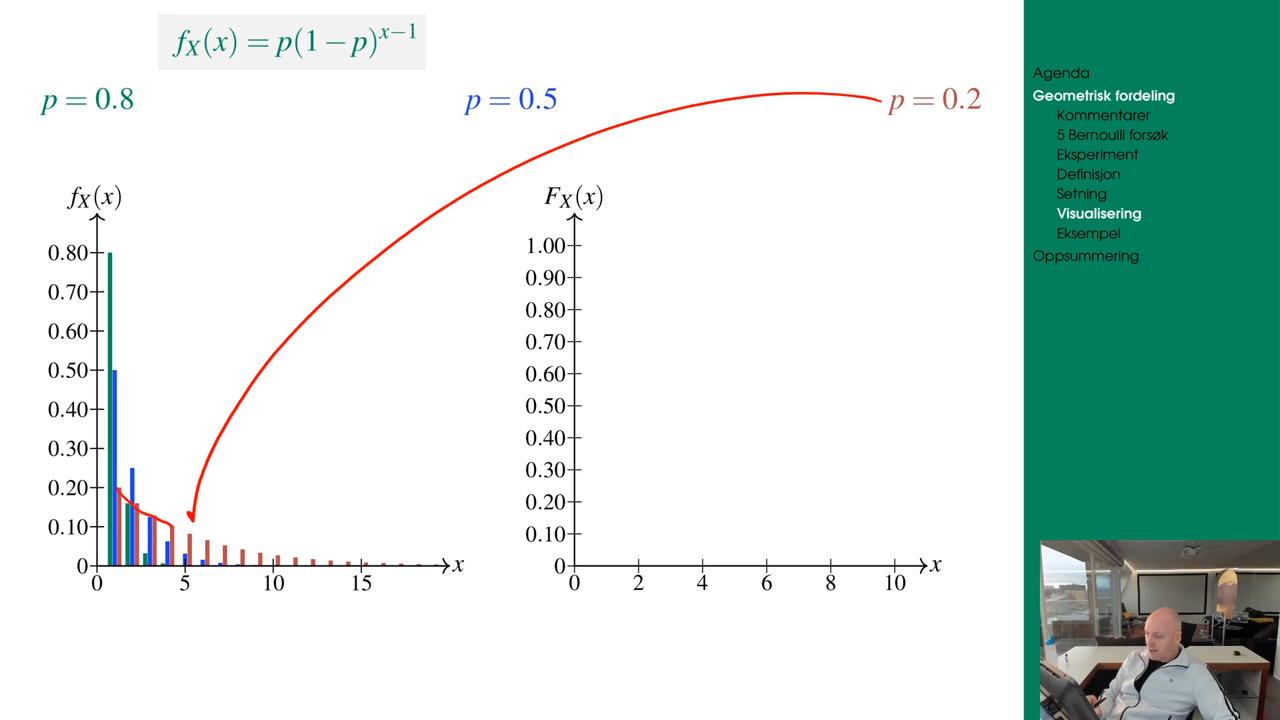 f_X(x) = p(1 − p)^{x−1}
p = 0.8
p = 0.5
p = 0.2
f_X(x)
0.80
0.70
0.60
0.50
0.40
0.30
0.20
0.10
0
0 5 10 15
x
F_X(x)
1.00
0.90
0.80
0.70
0.60
0.50
0.40
0.30
0.20
0.10
0
0 2 4 6 8 10
x
Agenda
Geometrisk fordeling
Kommentarer
5 Bernoulli forsøk
Eksperiment
Definisjon
Setning
Visualisering
Eksempel
Oppsummering